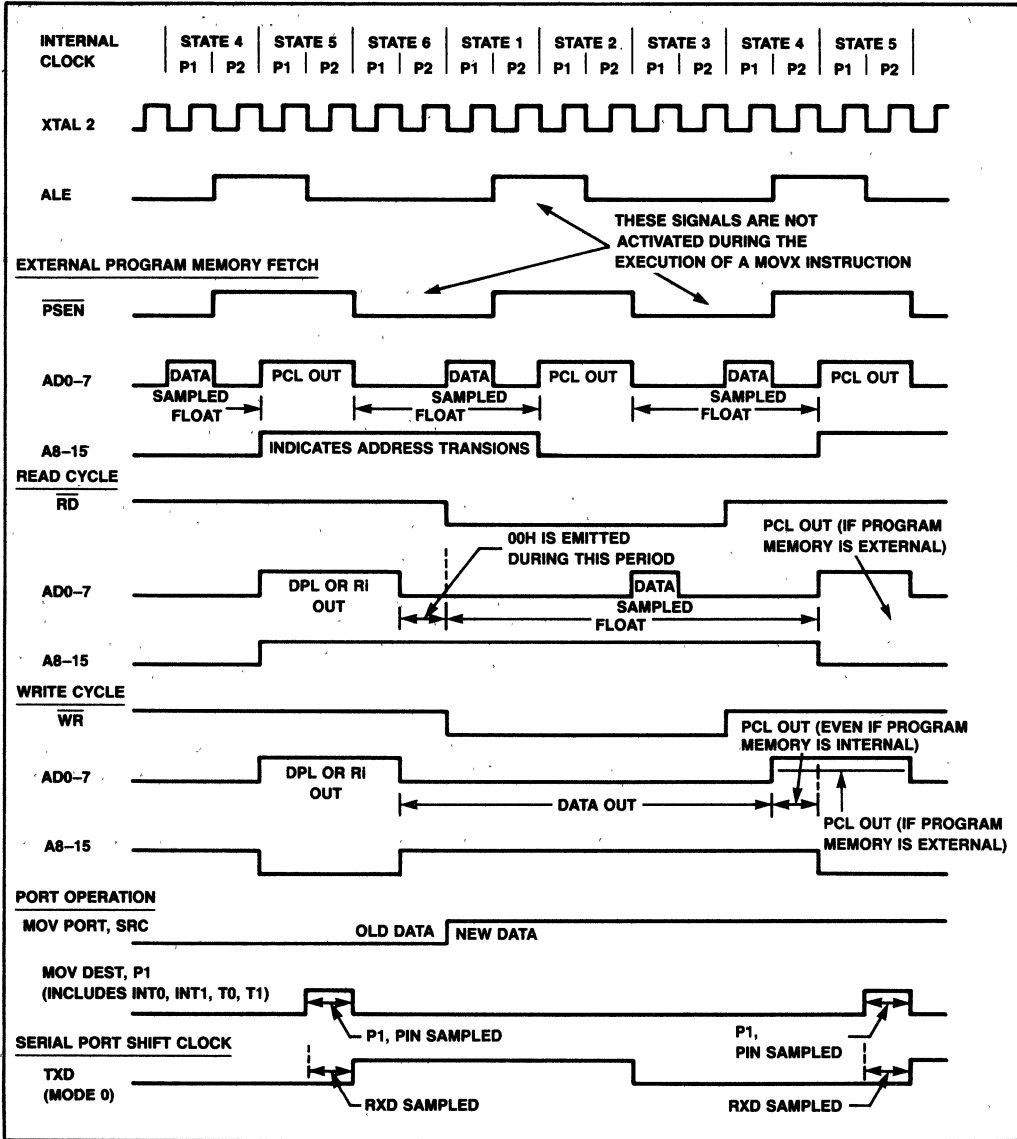 INTERNAL CLOCK
STATE 4 STATE 5 STATE 6 STATE 1 STATE 2 STATE 3 STATE 4 STATE 5
P1 P2 P1 P2 P1 P2 P1 P2 P1 P2 P1 P2 P1 P2 P1 P2
XTAL 2
ALE
THESE SIGNALS ARE NOT
ACTIVATED DURING THE
EXECUTION OF A MOVX INSTRUCTION
EXTERNAL PROGRAM MEMORY FETCH
PSEN
AD0–7
DATA PCL OUT DATA PCL OUT DATA PCL OUT
SAMPLED SAMPLED SAMPLED
FLOAT FLOAT FLOAT
A8–15
INDICATES ADDRESS TRANSIONS
READ CYCLE
RD
00H IS EMITTED
DURING THIS PERIOD
PCL OUT (IF PROGRAM
MEMORY IS EXTERNAL)
AD0–7
DPL OR Ri
OUT
DATA
SAMPLED
FLOAT
A8–15
WRITE CYCLE
WR
PCL OUT (EVEN IF PROGRAM
MEMORY IS INTERNAL)
AD0–7
DPL OR Ri
OUT
DATA OUT
PCL OUT (IF PROGRAM
MEMORY IS EXTERNAL)
A8–15
PORT OPERATION
MOV PORT, SRC
OLD DATA NEW DATA
MOV DEST, P1
(INCLUDES INT0, INT1, T0, T1)
P1, PIN SAMPLED
P1,
PIN SAMPLED
SERIAL PORT SHIFT CLOCK
TXD
(MODE 0)
RXD SAMPLED
RXD SAMPLED